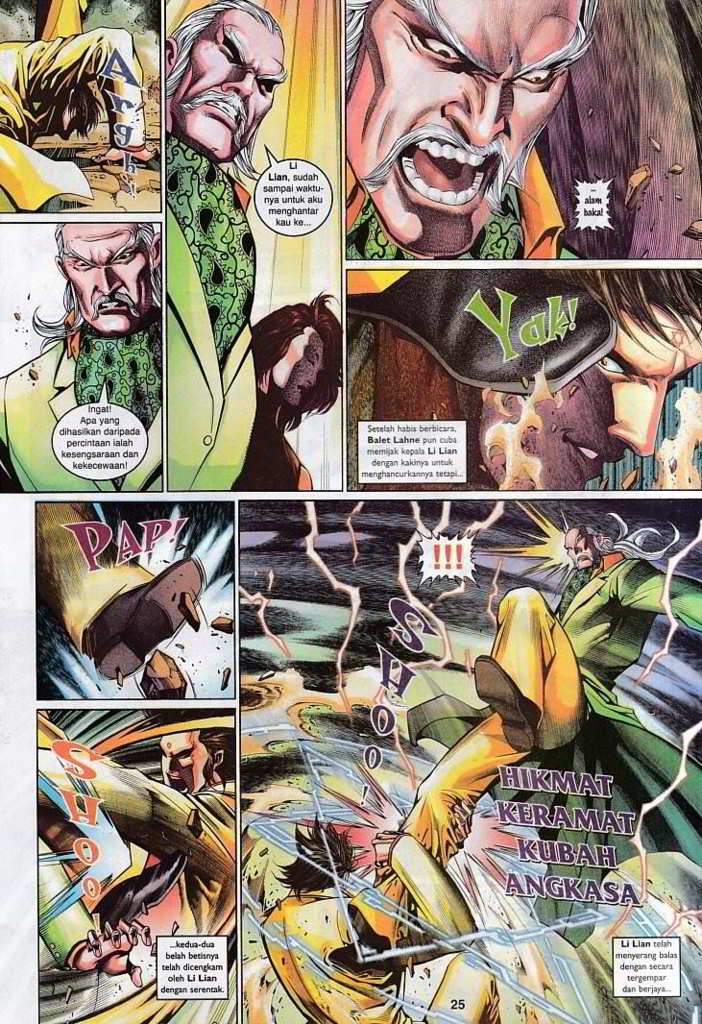 Argh!
Li
Lian, sudah
sampai waktu-
nya untuk aku
menghantar
kau ke...
...
alam
baka!
Ingat!
Apa yang
dihasilkan daripada
percintaan ialah
kesengsaraan dan
kekecewaan!
Yak!
Setelah habis berbicara,
Balet Lahne pun cuba
memijak kepala Li Lian
dengan kakinya untuk
menghancurkannya tetapi...
PAP!
SHOO!
...kedua-dua
belah betisnya
telah dicengkam
oleh Li Lian
dengan serentak.
!!!
SHOO!
HIKMAT
KERAMAT
KUBAH
ANGKASA
Li Lian telah
menyerang balas
dengan secara
tergempar
dan berjaya...
25